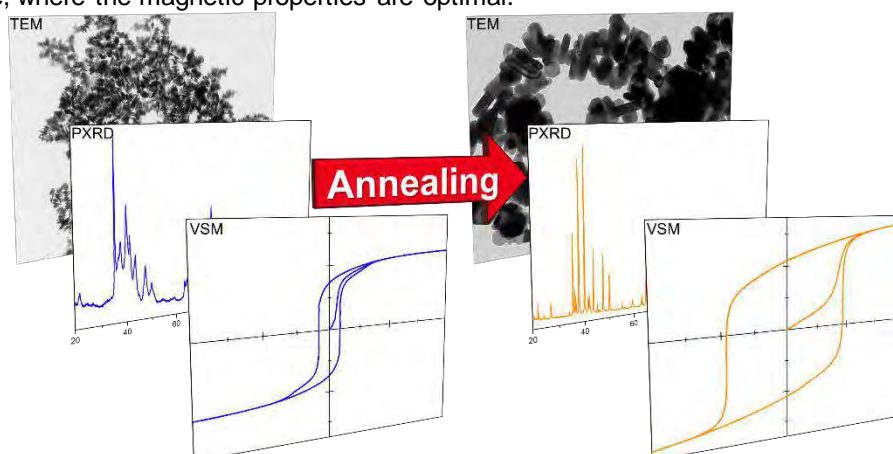 , where the magnetic properties are optimal.
TEM
TEM
PXRD
PXRD
Annealing
VSM
VSM
20
40
60
20
40
60